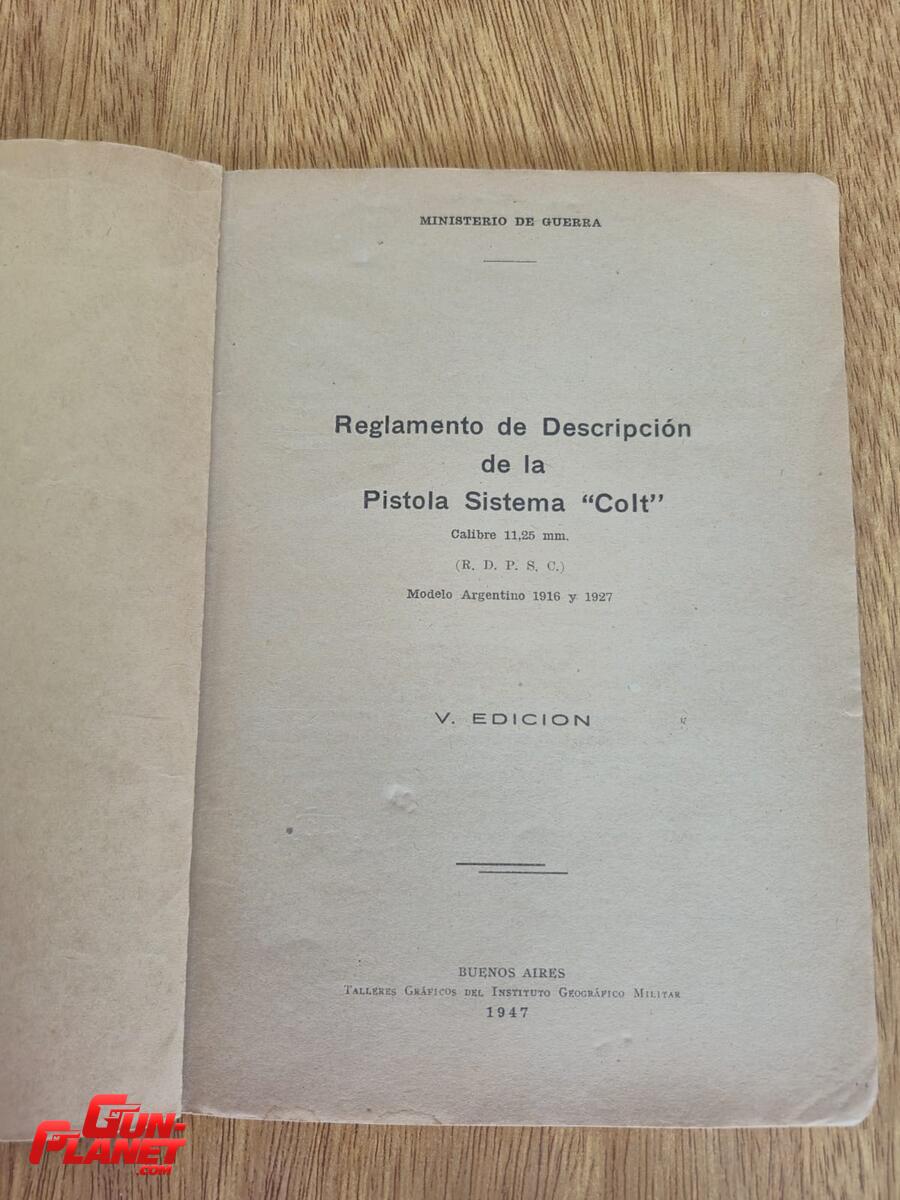 MINISTERIO DE GUERRA
Reglamento de Descripción
de la
Pistola Sistema “Colt”
Calibre 11,25 mm.
(R. D. P. S. C.)
Modelo Argentino 1916 y 1927
V. EDICION
BUENOS AIRES
TALLERES GRÁFICOS DEL INSTITUTO GEOGRÁFICO MILITAR
1947
GUN-
PLANET
.COM